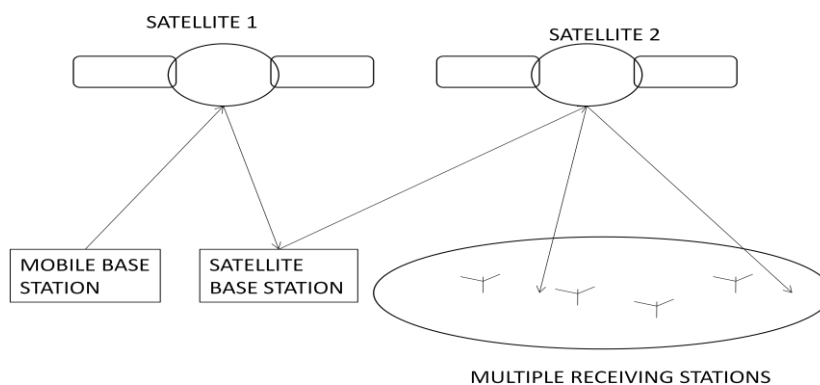 SATELLITE 1
SATELLITE 2
MOBILE BASE
STATION
SATELLITE
BASE STATION
MULTIPLE RECEIVING STATIONS